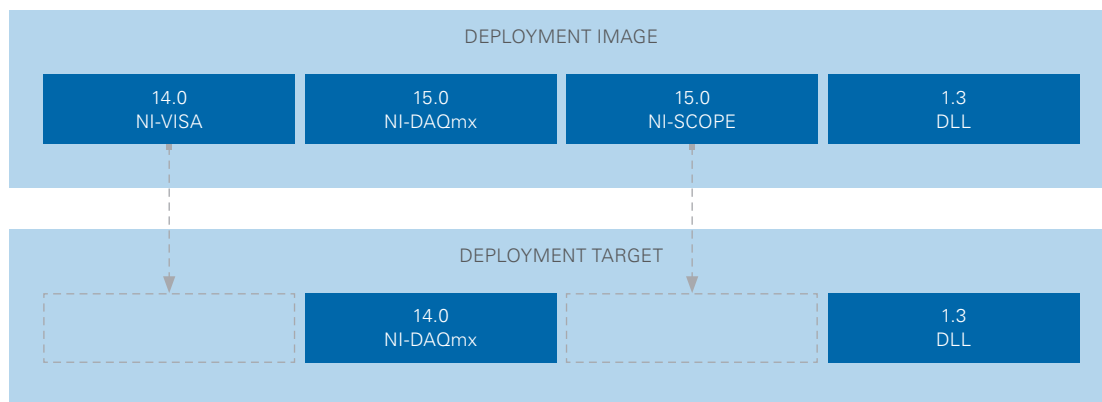 DEPLOYMENT IMAGE
14.0
NI-VISA
15.0
NI-DAQmx
15.0
NI-SCOPE
1.3
DLL
DEPLOYMENT TARGET
14.0
NI-DAQmx
1.3
DLL